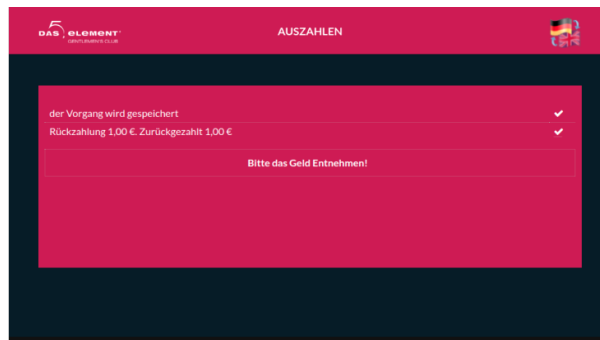 DAS 5. eLeMeNT
GENTLEMEN'S CLUB
AUSZAHLEN
der Vorgang wird gespeichert
Rückzahlung 1,00 €. Zurückgezahlt 1,00 €
Bitte das Geld Entnehmen!